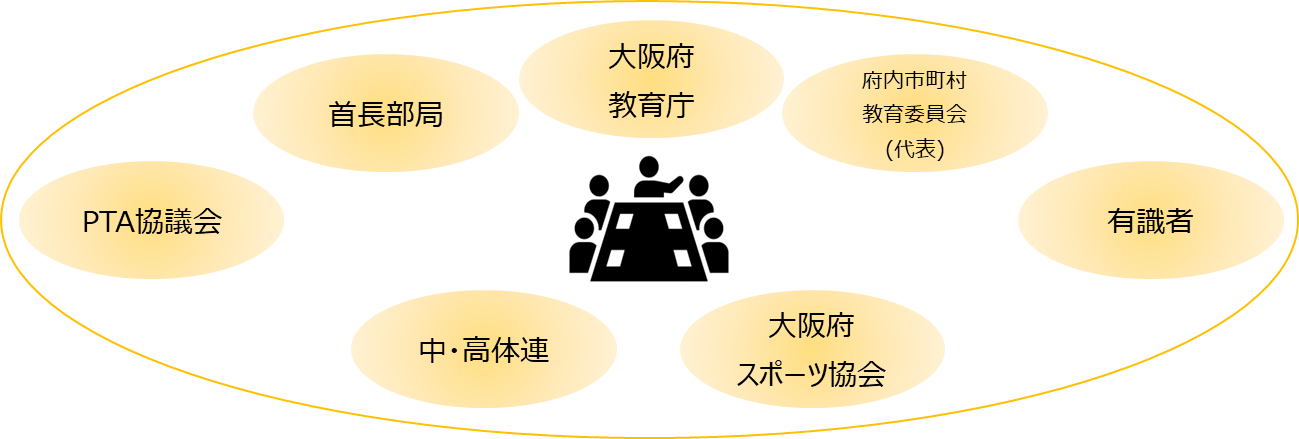 大阪府
教育庁
首長部局
府内市町村
教育委員会
(代表)
PTA協議会
有識者
中・高体連
大阪府
スポーツ協会